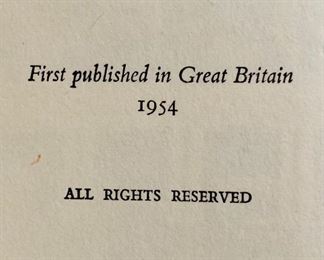 First published in Great Britain
1954
ALL RIGHTS RESERVED